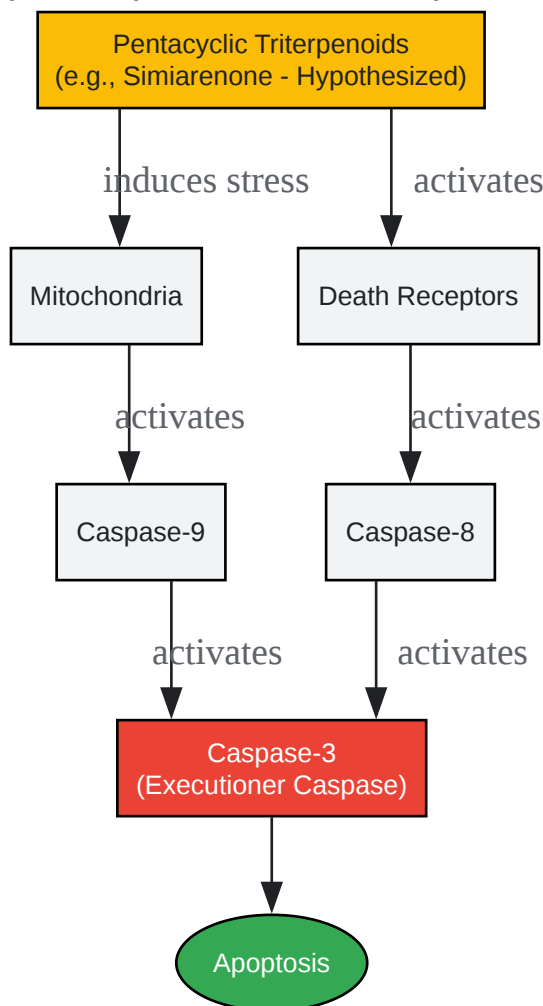 Pentacyclic Triterpenoids
(e.g., Simiarenone - Hypothesized)
induces stress
activates
Mitochondria
Death Receptors
activates
activates
Caspase-9
Caspase-8
activates
activates
Caspase-3
(Executioner Caspase)
Apoptosis